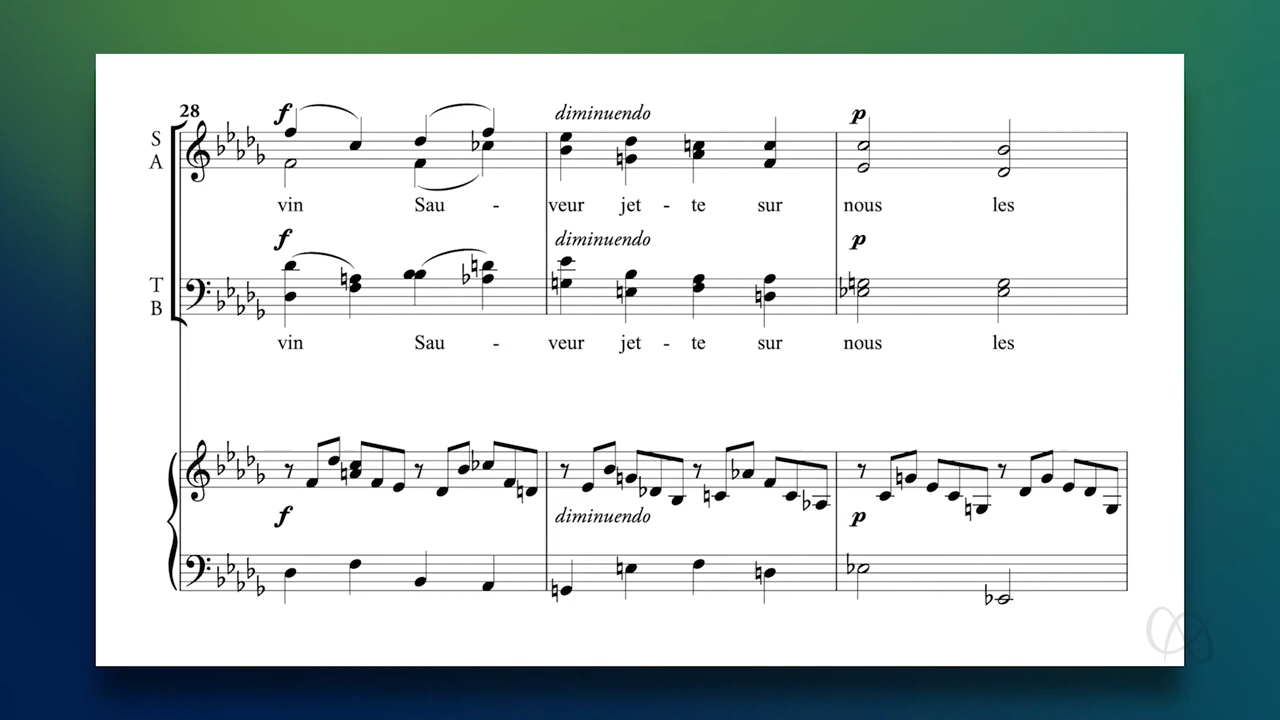 28 f diminuendo p
S
A
vin Sau - veur jet - te sur nous les
f diminuendo p
T
B
vin Sau - veur jet - te sur nous les
f diminuendo p